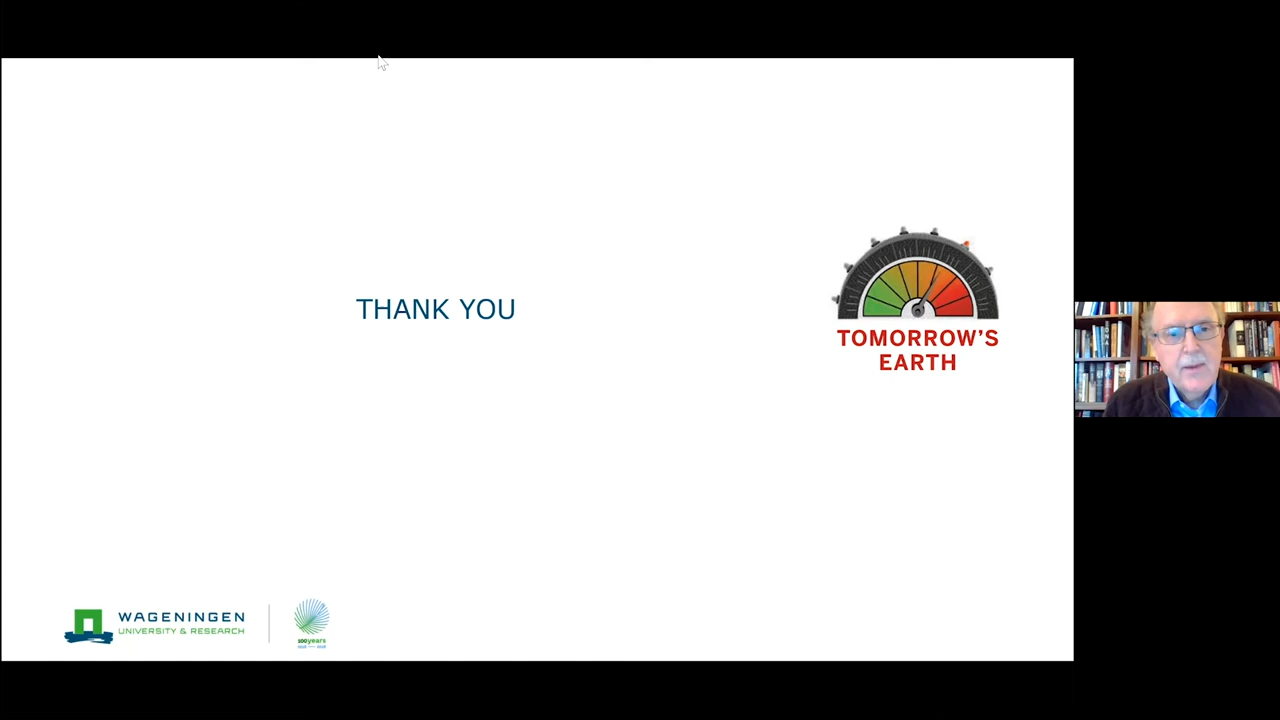 THANK YOU
TOMORROW'S
EARTH
WAGENINGEN
UNIVERSITY & RESEARCH
100years